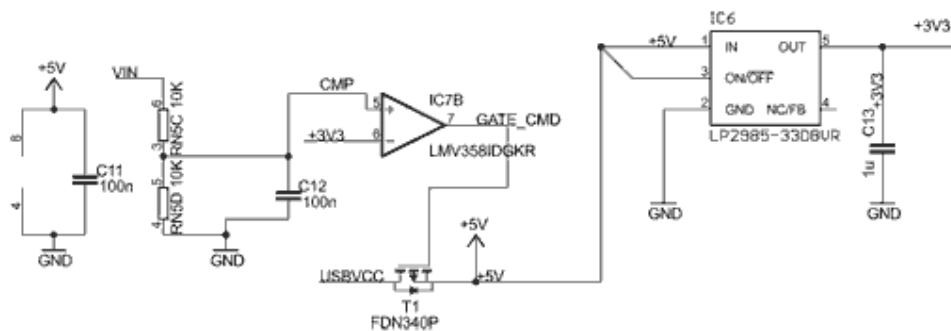 IC6
+5V
1
IN
OUT
5
+3V3
3
ON/OFF
2
GND
NC/FB
4
LP2985-33DBVR
C13
+3V3
1u
GND
GND
+5V
8
4
C11
100n
GND
VIN
6
RN5C 10K
3
5
RN5D 10K
4
GND
C12
100n
CMP
5
+
IC7B
7
GATE_CMD
+3V3
6
-
LMV358IDGKR
+5V
USBVCC
+5V
T1
FDN340P